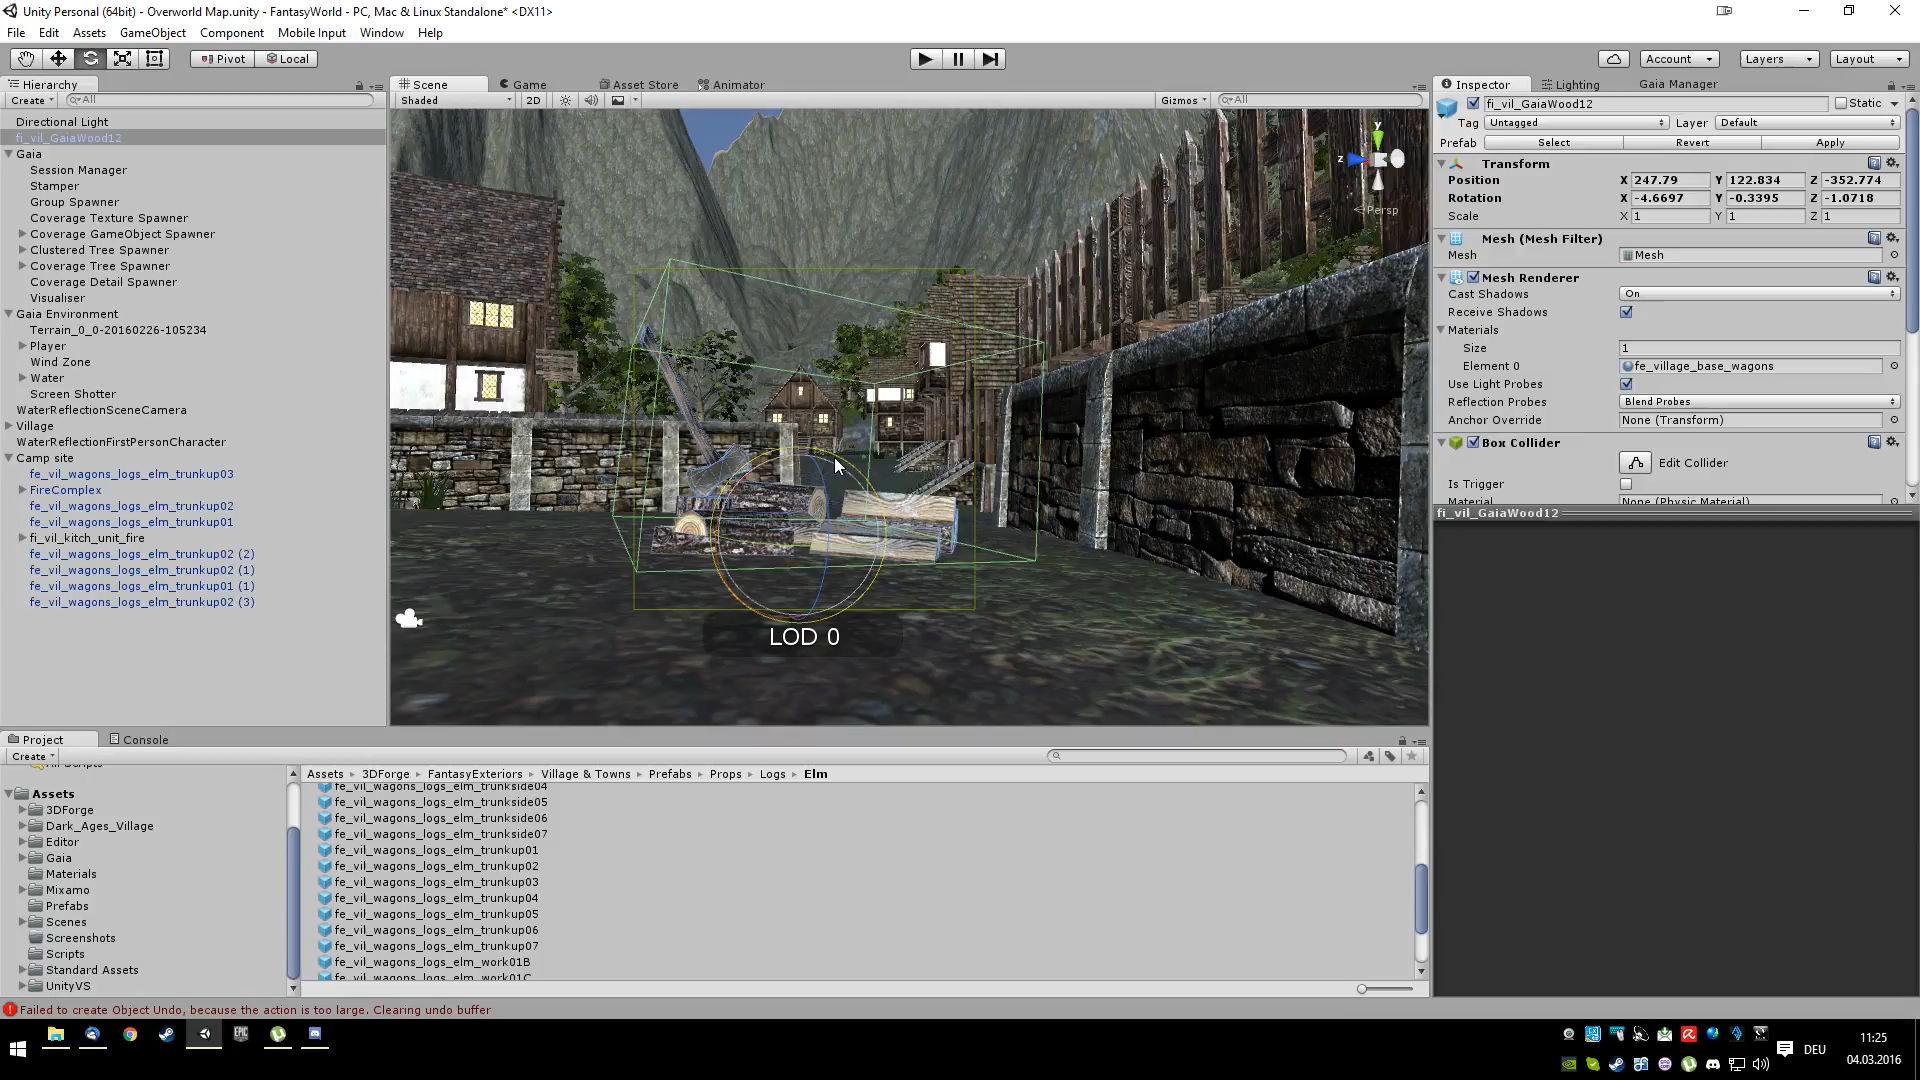 Unity Personal (64bit) - Overworld Map.unity - FantasyWorld - PC, Mac & Linux Standalone* <DX11>
File Edit Assets GameObject Component Mobile Input Window Help
Pivot Local Account Layers Layout
Hierarchy
Create All
Directional Light
fi_vil_GaiaWood12
Gaia
Session Manager
Stamper
Group Spawner
Coverage Texture Spawner
Coverage GameObject Spawner
Clustered Tree Spawner
Coverage Tree Spawner
Coverage Detail Spawner
Visualiser
Gaia Environment
Terrain_0_0-20160226-105234
Player
Wind Zone
Water
Screen Shotter
WaterReflectionSceneCamera
Village
WaterReflectionFirstPersonCharacter
Camp site
fe_vil_wagons_logs_elm_trunkup03
FireComplex
fe_vil_wagons_logs_elm_trunkup02
fe_vil_wagons_logs_elm_trunkup01
fi_vil_kitch_unit_fire
fe_vil_wagons_logs_elm_trunkup02 (2)
fe_vil_wagons_logs_elm_trunkup02 (1)
fe_vil_wagons_logs_elm_trunkup01 (1)
fe_vil_wagons_logs_elm_trunkup02 (3)
Scene Game Asset Store Animator
Shaded 2D Gizmos All
y
z
Persp
LOD 0
Inspector Lighting Gaia Manager
fi_vil_GaiaWood12 Static
Tag Untagged Layer Default
Prefab Select Revert Apply
Transform
Position X 247.79 Y 122.834 Z -352.774
Rotation X -4.6697 Y -0.3395 Z -1.0718
Scale X 1 Y 1 Z 1
Mesh (Mesh Filter)
Mesh Mesh
Mesh Renderer
Cast Shadows On
Receive Shadows
Materials
Size 1
Element 0 fe_village_base_wagons
Use Light Probes
Reflection Probes Blend Probes
Anchor Override None (Transform)
Box Collider
Edit Collider
Is Trigger
Material None (Physic Material)
fi_vil_GaiaWood12
Project Console
Create
All Scripts
Assets
3DForge
Dark_Ages_Village
Editor
Gaia
Materials
Mixamo
Prefabs
Scenes
Screenshots
Scripts
Standard Assets
UnityVS
Assets 3DForge FantasyExteriors Village & Towns Prefabs Props Logs Elm
fe_vil_wagons_logs_elm_trunkside04
fe_vil_wagons_logs_elm_trunkside05
fe_vil_wagons_logs_elm_trunkside06
fe_vil_wagons_logs_elm_trunkside07
fe_vil_wagons_logs_elm_trunkup01
fe_vil_wagons_logs_elm_trunkup02
fe_vil_wagons_logs_elm_trunkup03
fe_vil_wagons_logs_elm_trunkup04
fe_vil_wagons_logs_elm_trunkup05
fe_vil_wagons_logs_elm_trunkup06
fe_vil_wagons_logs_elm_trunkup07
fe_vil_wagons_logs_elm_work01B
fe_vil_wagons_logs_elm_work01C
Failed to create Object Undo, because the action is too large. Clearing undo buffer
EPIC
DEU
11:25
04.03.2016